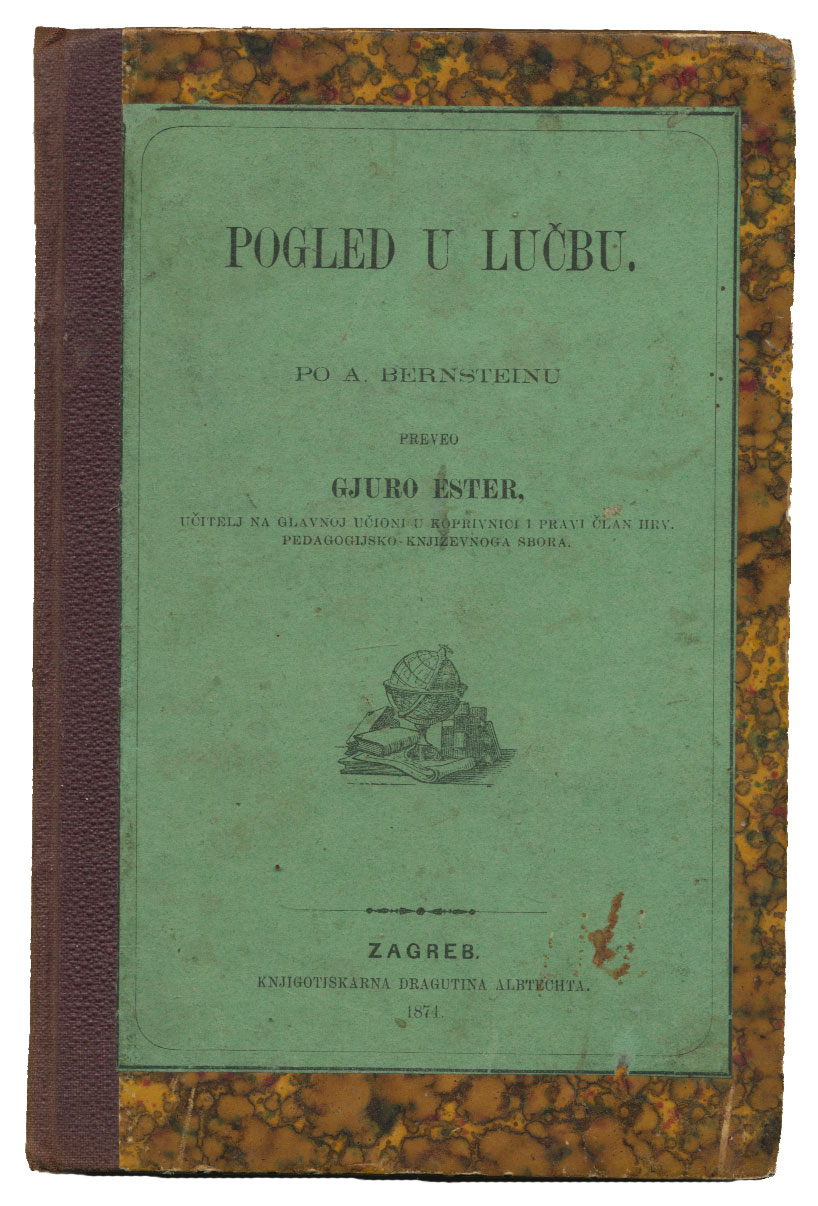 POGLED U LUČBU.
PO A. BERNSTEINU
PREVEO
GJURO ESTER,
UČITELJ NA GLAVNOJ UČIONI U KOPRIVNICI I PRAVI ČLAN HRV.
PEDAGOGIJSKO-KNJIŽEVNOGA SBORA.
ZAGREB.
KNJIGOTISKARNA DRAGUTINA ALBTECHTA.
1874.